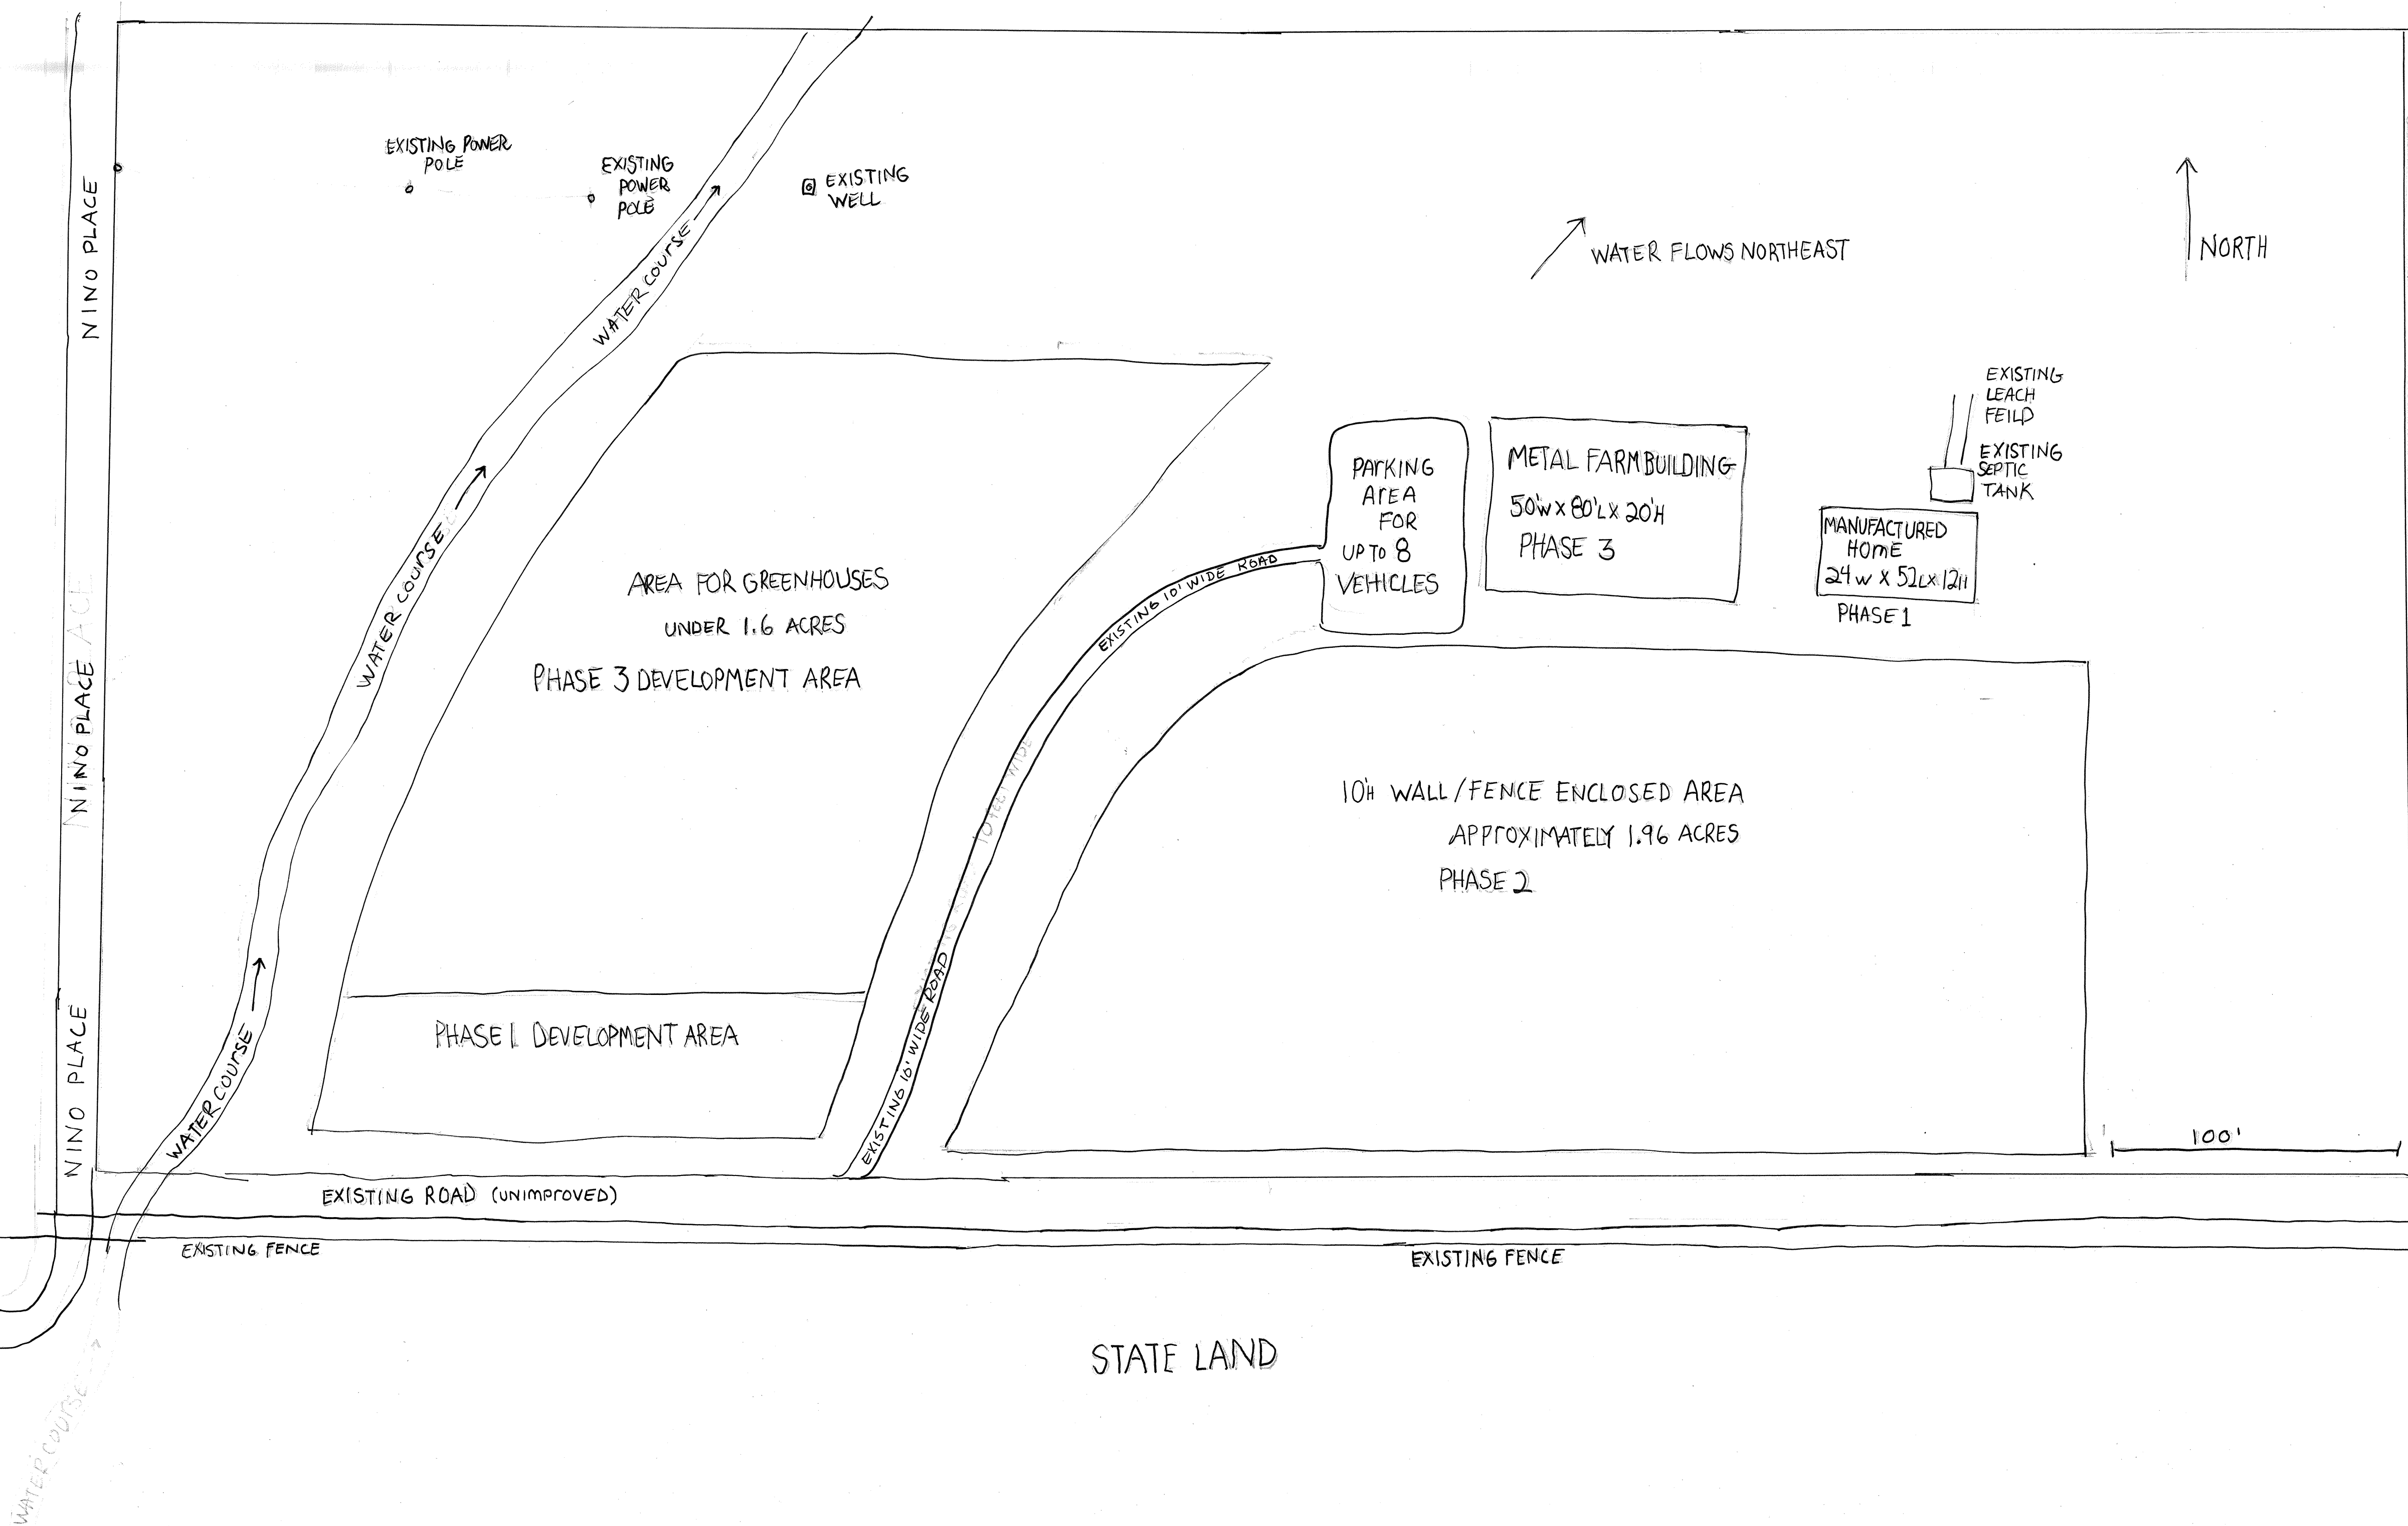 EXISTING POWER
POLE
EXISTING
POWER
POLE
EXISTING
WELL
NINO PLACE
WATER COURSE
WATER FLOWS NORTHEAST
NORTH
EXISTING
LEACH
FEILD
EXISTING
SEPTIC
TANK
PARKING
AREA
FOR
UP TO 8
VEHICLES
METAL FARM BUILDING
50'W X 80'L X 20'H
PHASE 3
MANUFACTURED
HOME
24W X 52L X 12H
PHASE 1
WATER COURSE
AREA FOR GREENHOUSES
UNDER 1.6 ACRES
PHASE 3 DEVELOPMENT AREA
EXISTING 10' WIDE ROAD
NINO PLACE
10'H WALL/FENCE ENCLOSED AREA
APPROXIMATELY 1.96 ACRES
PHASE 2
PHASE 1 DEVELOPMENT AREA
EXISTING 16' WIDE ROAD
NINO PLACE
WATER COURSE
100'
EXISTING ROAD (UNIMPROVED)
EXISTING FENCE
EXISTING FENCE
STATE LAND
WATER COURSE